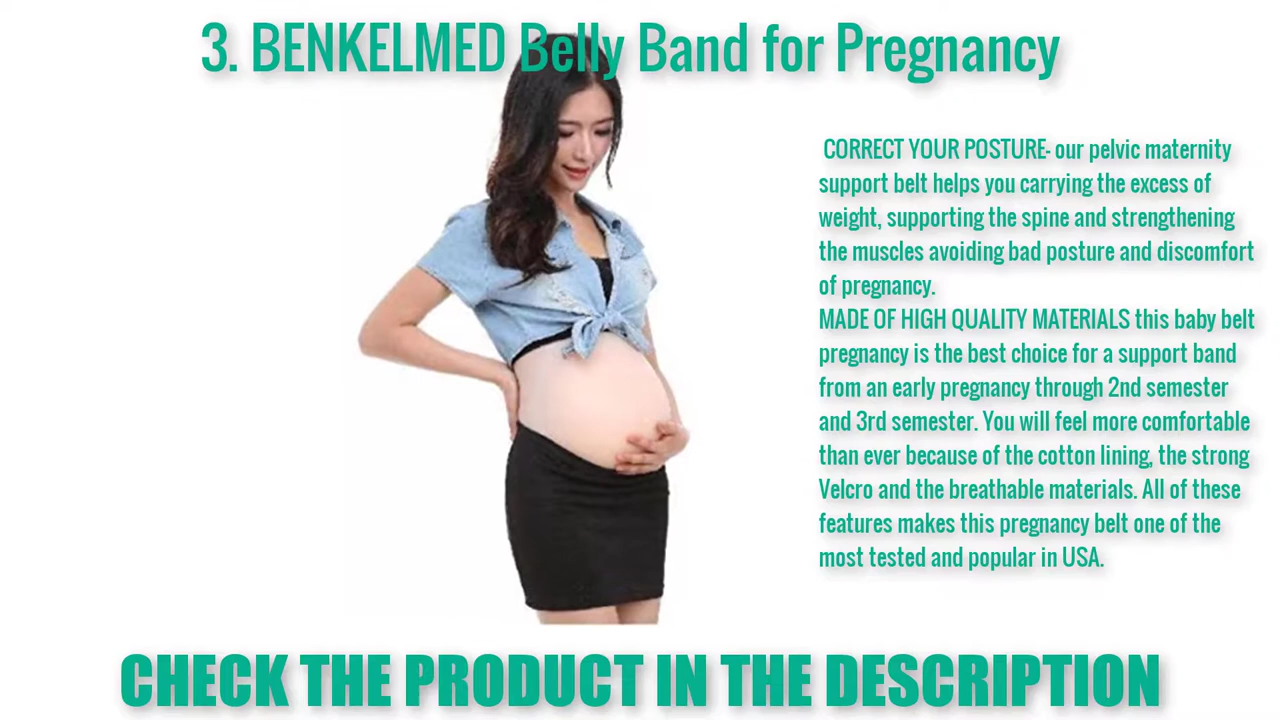 3. BENKELMED Belly Band for Pregnancy
CORRECT YOUR POSTURE- our pelvic maternity
support belt helps you carrying the excess of
weight, supporting the spine and strengthening
the muscles avoiding bad posture and discomfort
of pregnancy.
MADE OF HIGH QUALITY MATERIALS this baby belt
pregnancy is the best choice for a support band
from an early pregnancy through 2nd semester
and 3rd semester. You will feel more comfortable
than ever because of the cotton lining, the strong
Velcro and the breathable materials. All of these
features makes this pregnancy belt one of the
most tested and popular in USA.
CHECK THE PRODUCT IN THE DESCRIPTION